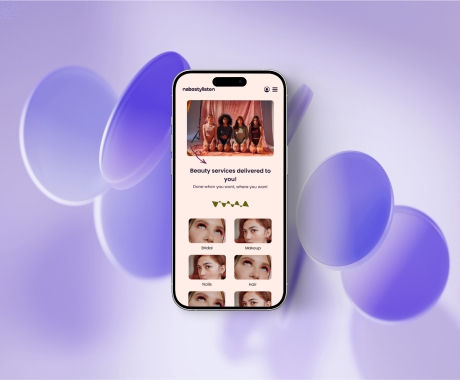 nebostylisten
Beauty services delivered to
you!
Done when you want, where you want
Bridal
Makeup
Nails
Hair